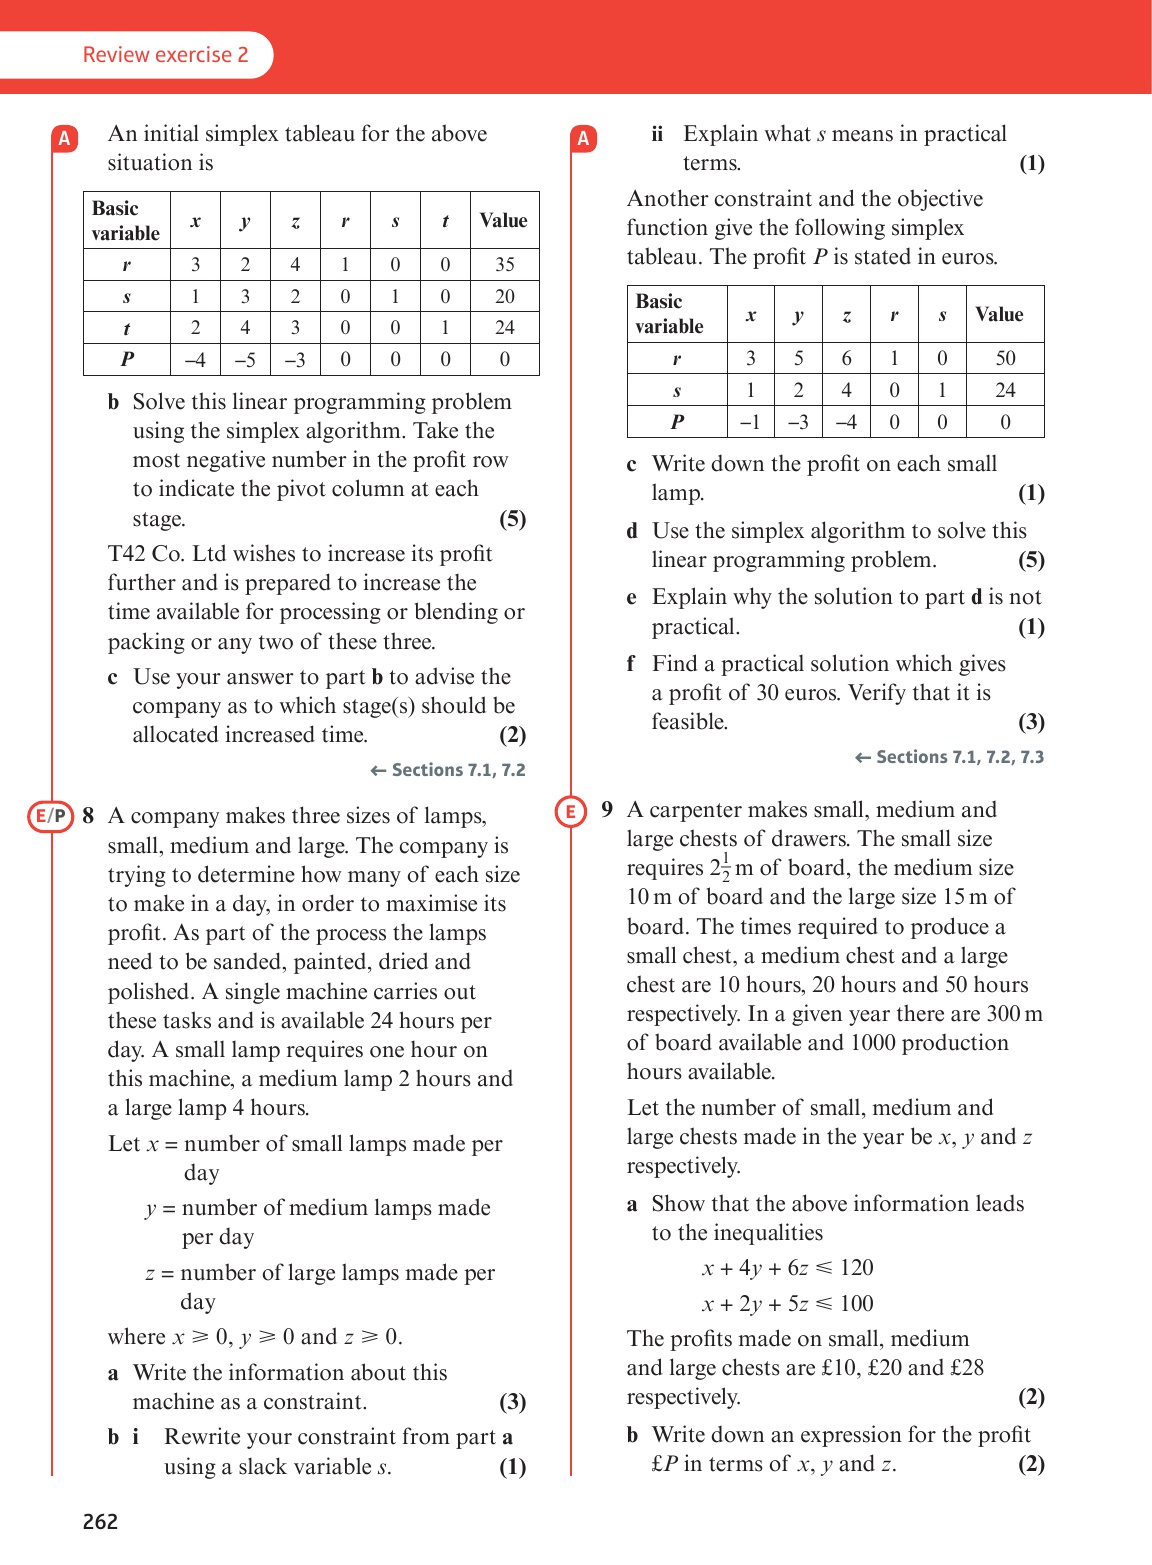 Review exercise 2
A
An initial simplex tableau for the above
situation is
Basic variable x y z r s t Value
r 3 2 4 1 0 0 35
s 1 3 2 0 1 0 20
t 2 4 3 0 0 1 24
P –4 –5 –3 0 0 0 0
b Solve this linear programming problem
using the simplex algorithm. Take the
most negative number in the profit row
to indicate the pivot column at each
stage. (5)
T42 Co. Ltd wishes to increase its profit
further and is prepared to increase the
time available for processing or blending or
packing or any two of these three.
c Use your answer to part b to advise the
company as to which stage(s) should be
allocated increased time. (2)
← Sections 7.1, 7.2
E/P 8 A company makes three sizes of lamps,
small, medium and large. The company is
trying to determine how many of each size
to make in a day, in order to maximise its
profit. As part of the process the lamps
need to be sanded, painted, dried and
polished. A single machine carries out
these tasks and is available 24 hours per
day. A small lamp requires one hour on
this machine, a medium lamp 2 hours and
a large lamp 4 hours.
Let x = number of small lamps made per
day
y = number of medium lamps made
per day
z = number of large lamps made per
day
where x ⩾ 0, y ⩾ 0 and z ⩾ 0.
a Write the information about this
machine as a constraint. (3)
b i Rewrite your constraint from part a
using a slack variable s. (1)
A
ii Explain what s means in practical
terms. (1)
Another constraint and the objective
function give the following simplex
tableau. The profit P is stated in euros.
Basic variable x y z r s Value
r 3 5 6 1 0 50
s 1 2 4 0 1 24
P –1 –3 –4 0 0 0
c Write down the profit on each small
lamp. (1)
d Use the simplex algorithm to solve this
linear programming problem. (5)
e Explain why the solution to part d is not
practical. (1)
f Find a practical solution which gives
a profit of 30 euros. Verify that it is
feasible. (3)
← Sections 7.1, 7.2, 7.3
E 9 A carpenter makes small, medium and
large chests of drawers. The small size
requires 2½ m of board, the medium size
10 m of board and the large size 15 m of
board. The times required to produce a
small chest, a medium chest and a large
chest are 10 hours, 20 hours and 50 hours
respectively. In a given year there are 300 m
of board available and 1000 production
hours available.
Let the number of small, medium and
large chests made in the year be x, y and z
respectively.
a Show that the above information leads
to the inequalities
x + 4y + 6z ⩽ 120
x + 2y + 5z ⩽ 100
The profits made on small, medium
and large chests are £10, £20 and £28
respectively. (2)
b Write down an expression for the profit
£P in terms of x, y and z. (2)
262